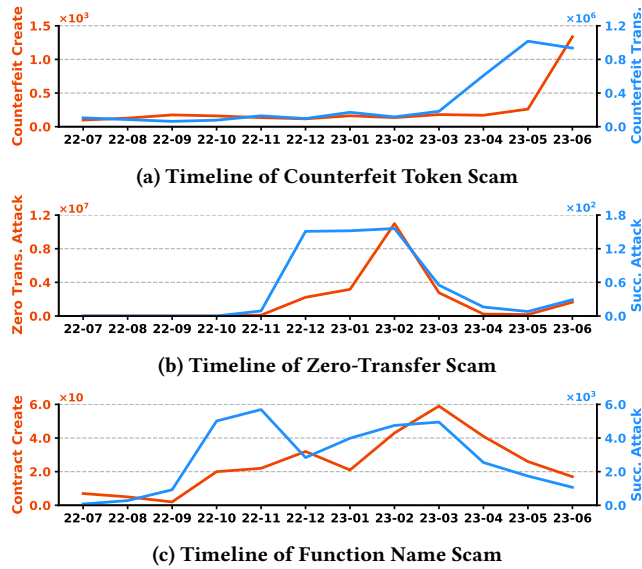 ×10³ ×10⁶
Counterfeit Create
1.5 1.2
1.0 0.8
0.5 0.4
0.0 0.0
Counterfeit Trans.
22-07 22-08 22-09 22-10 22-11 22-12 23-01 23-02 23-03 23-04 23-05 23-06
(a) Timeline of Counterfeit Token Scam
×10⁷ ×10²
Zero Trans. Attack
1.2 1.8
0.8 1.2
0.4 0.6
0.0 0.0
Succ. Attack
22-07 22-08 22-09 22-10 22-11 22-12 23-01 23-02 23-03 23-04 23-05 23-06
(b) Timeline of Zero-Transfer Scam
×10 ×10³
Contract Create
6.0 6.0
4.0 4.0
2.0 2.0
0.0 0.0
Succ. Attack
22-07 22-08 22-09 22-10 22-11 22-12 23-01 23-02 23-03 23-04 23-05 23-06
(c) Timeline of Function Name Scam